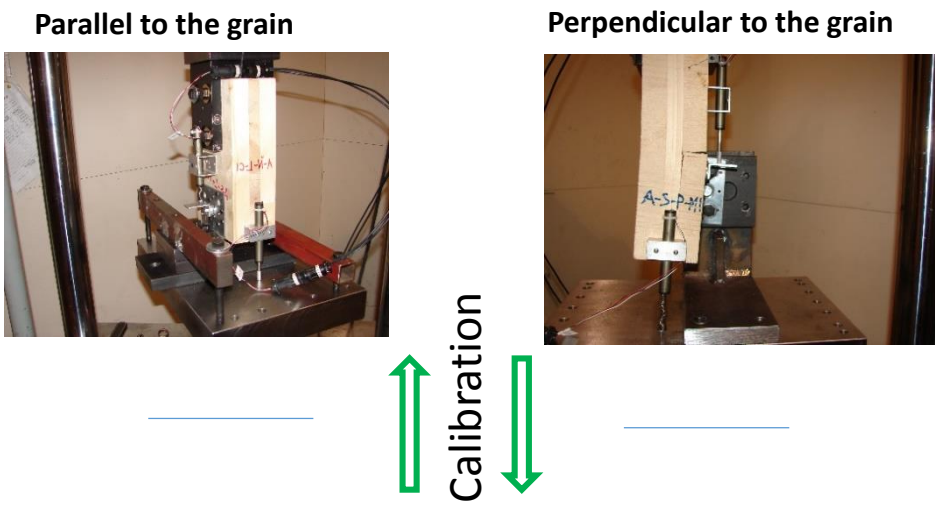 Parallel to the grain
Perpendicular to the grain
A-S-P-M1
Calibration